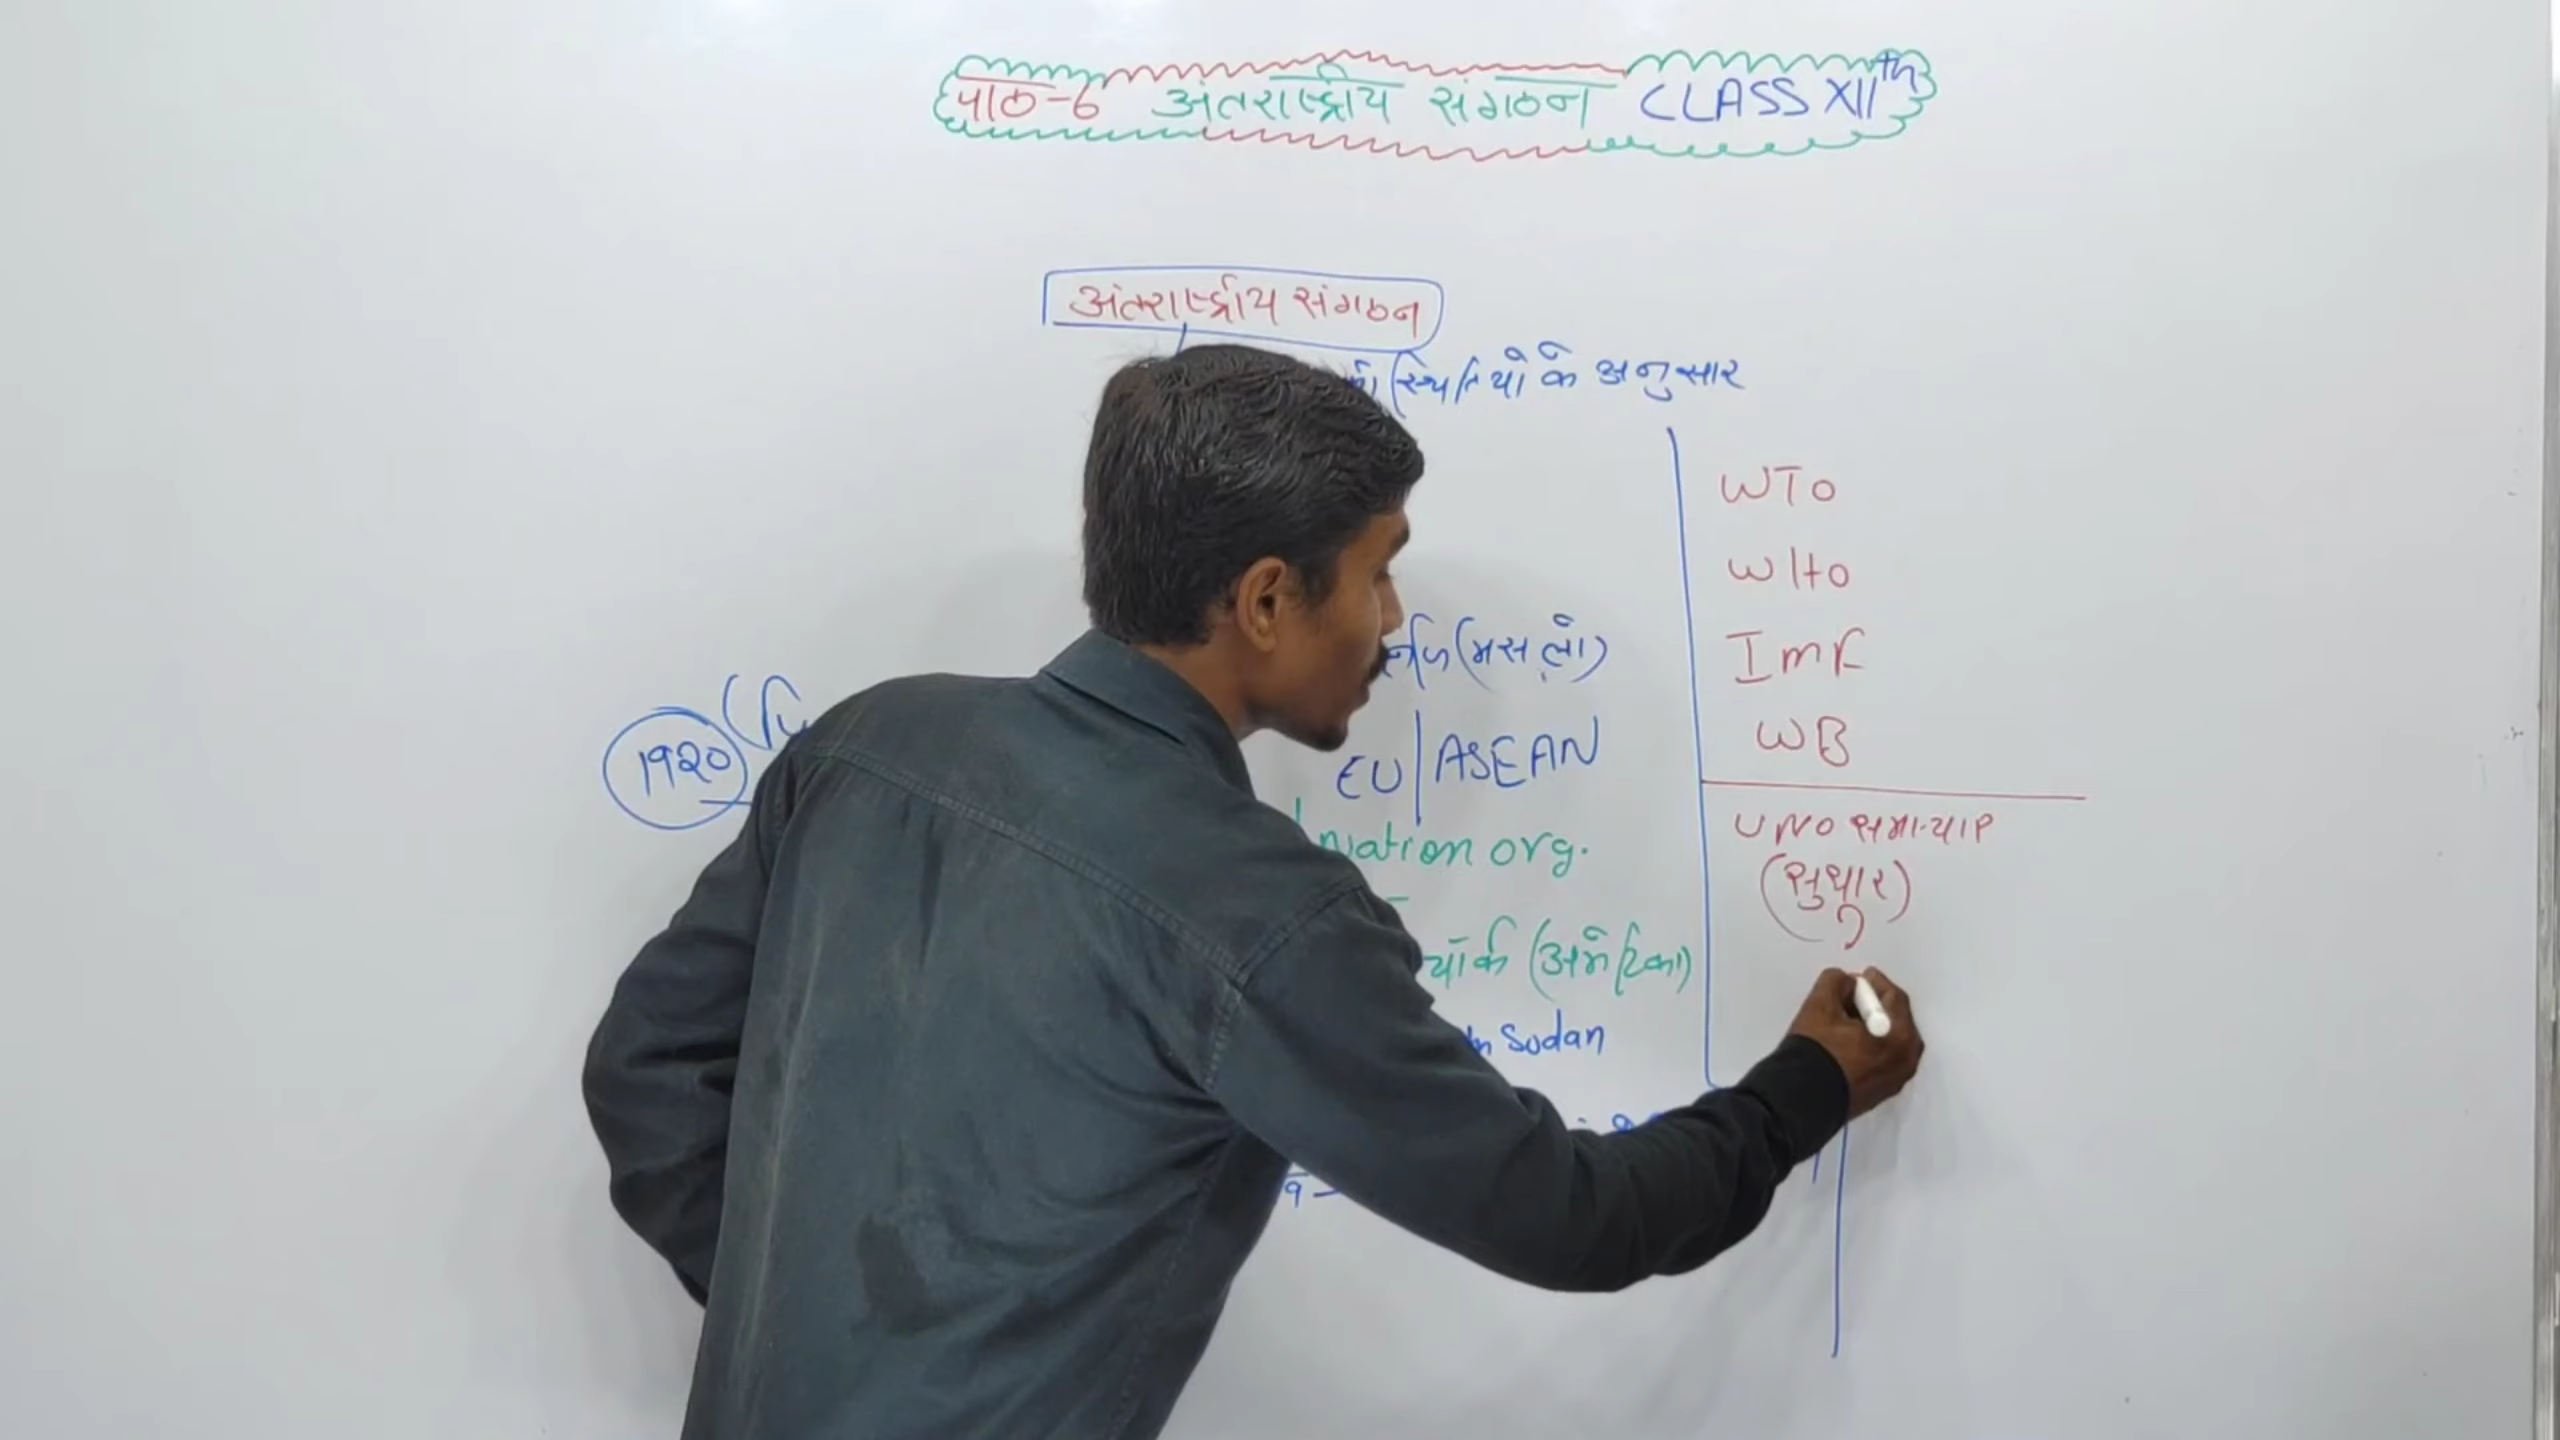 पाठ-6 अंतराष्ट्रीय संगठन CLASS XIIth
अंतराष्ट्रीय संगठन
के अनुसार
WTO
WHO
(मसलों)
IMF
1920
EU | ASEAN
WB
Nation org.
UNO
(सुधार)
यॉर्क (अमेरिका)
Sudan